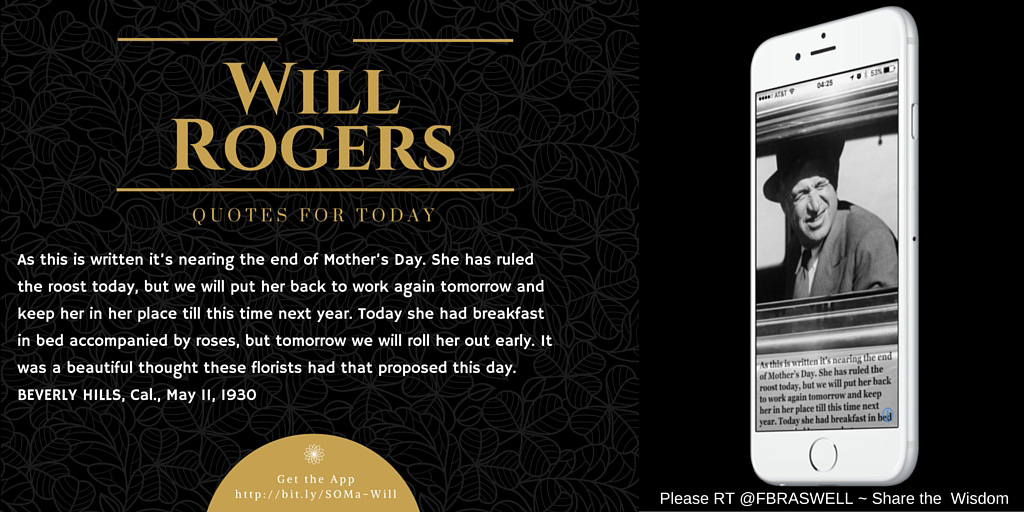 WILL
ROGERS
QUOTES FOR TODAY
As this is written it's nearing the end of Mother's Day. She has ruled
the roost today, but we will put her back to work again tomorrow and
keep her in her place till this time next year. Today she had breakfast
in bed accompanied by roses, but tomorrow we will roll her out early. It
was a beautiful thought these florists had that proposed this day.
BEVERLY HILLS, Cal., May 11, 1930
Get the App
http://bit.ly/SOMa-Will
AT&T 04:25 53%
As this is written it's nearing the end
of Mother's Day. She has ruled the
roost today, but we will put her back
to work again tomorrow and keep
her in her place till this time next
year. Today she had breakfast in bed
Please RT @FBRASWELL ~ Share the Wisdom